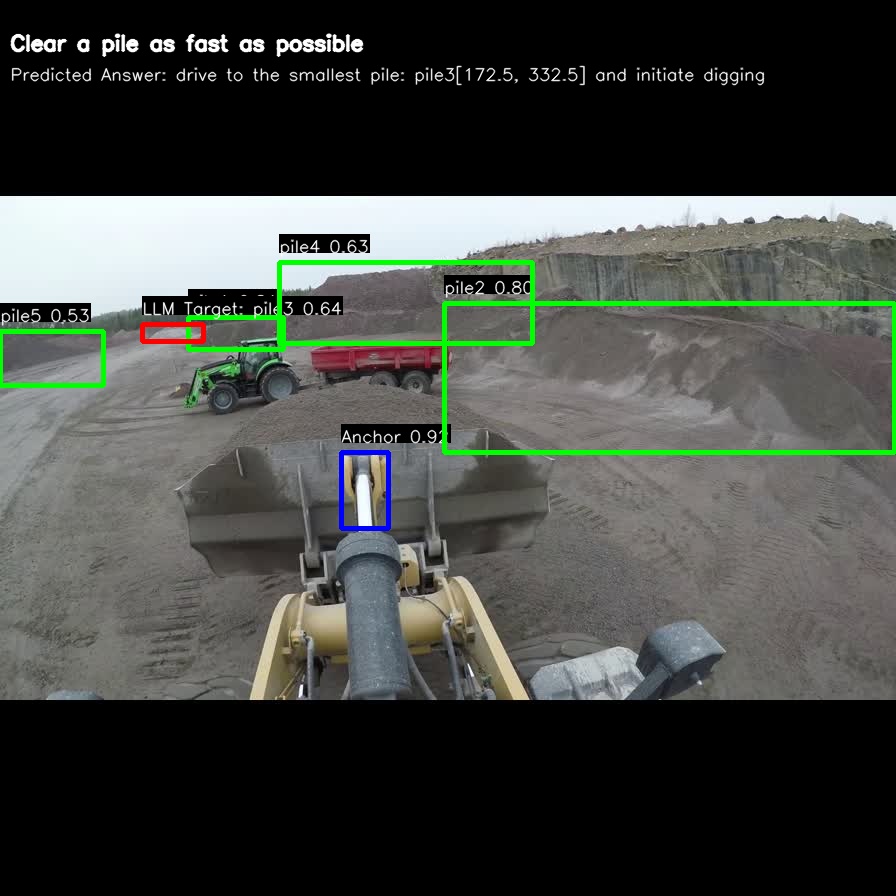 Clear a pile as fast as possible
Predicted Answer: drive to the smallest pile: pile3[172.5, 332.5] and initiate digging
pile4 0.63
pile2 0.80
LLM Target: pile3 0.64
pile5 0.53
Anchor 0.92